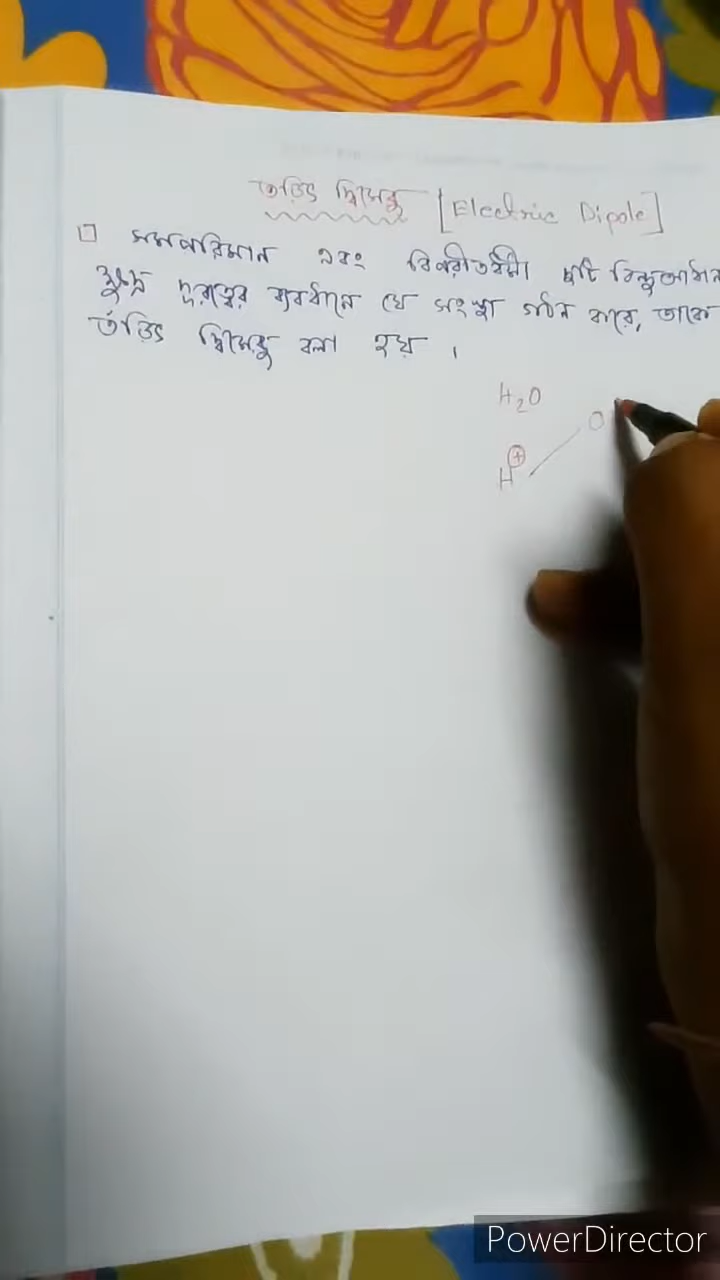 তড়িৎ দ্বিমেরু [Electric Dipole]
□ সমপরিমান এবং বিপরীতধর্মী দুটি বিন্দুআধান
ক্ষুদ্র দূরত্বের ব্যবধানে যে সংস্থা গঠন করে, তাকে
তড়িৎ দ্বিমেরু বলা হয় ।
H₂O
O
⊕
H
PowerDirector